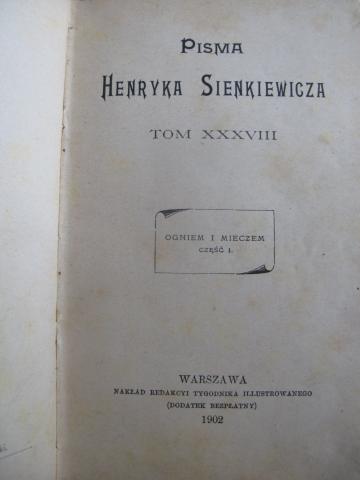 PISMA
HENRYKA SIENKIEWICZA
TOM XXXVIII
OGNIEM I MIECZEM
CZĘŚĆ I.
WARSZAWA
NAKŁAD REDAKCYI TYGODNIKA ILLUSTROWANEGO
(DODATEK BEZPŁATNY)
1902